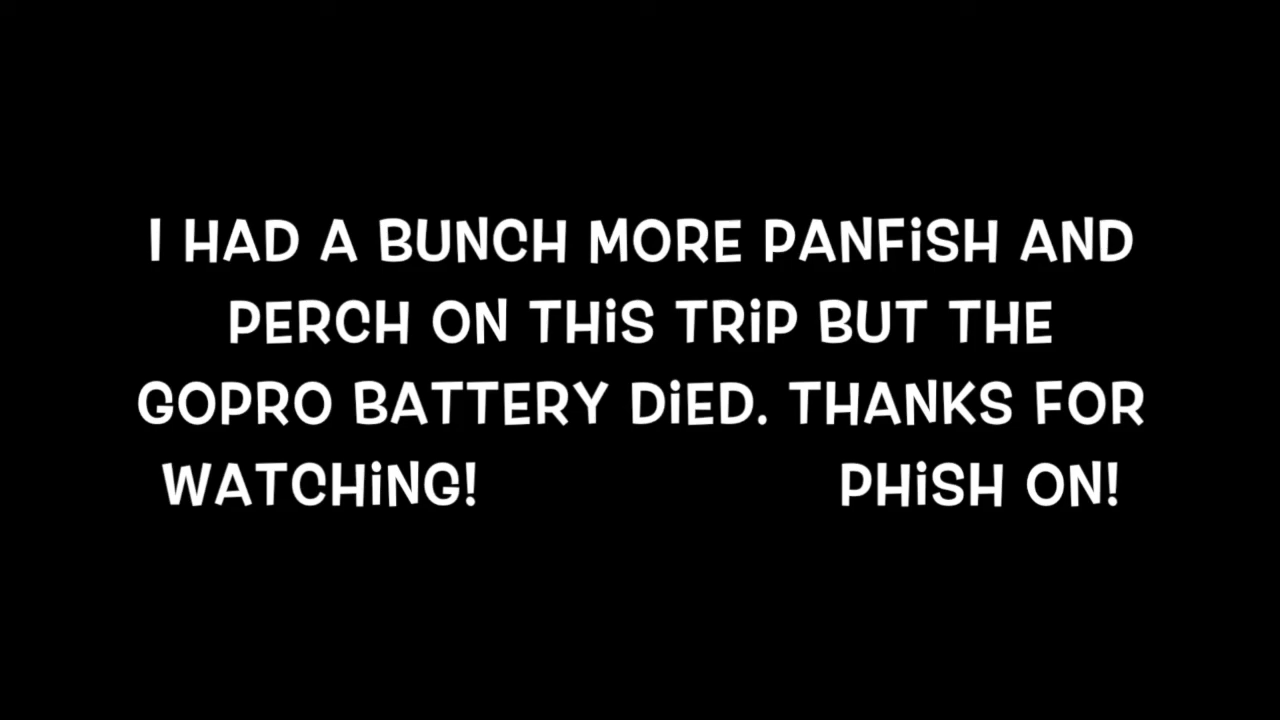 I HAD A BUNCH MORE PANFiSH AND
PERCH ON THiS TRiP BUT THE
GOPRO BATTERY DiED. THANKS FOR
WATCHiNG! PHiSH ON!